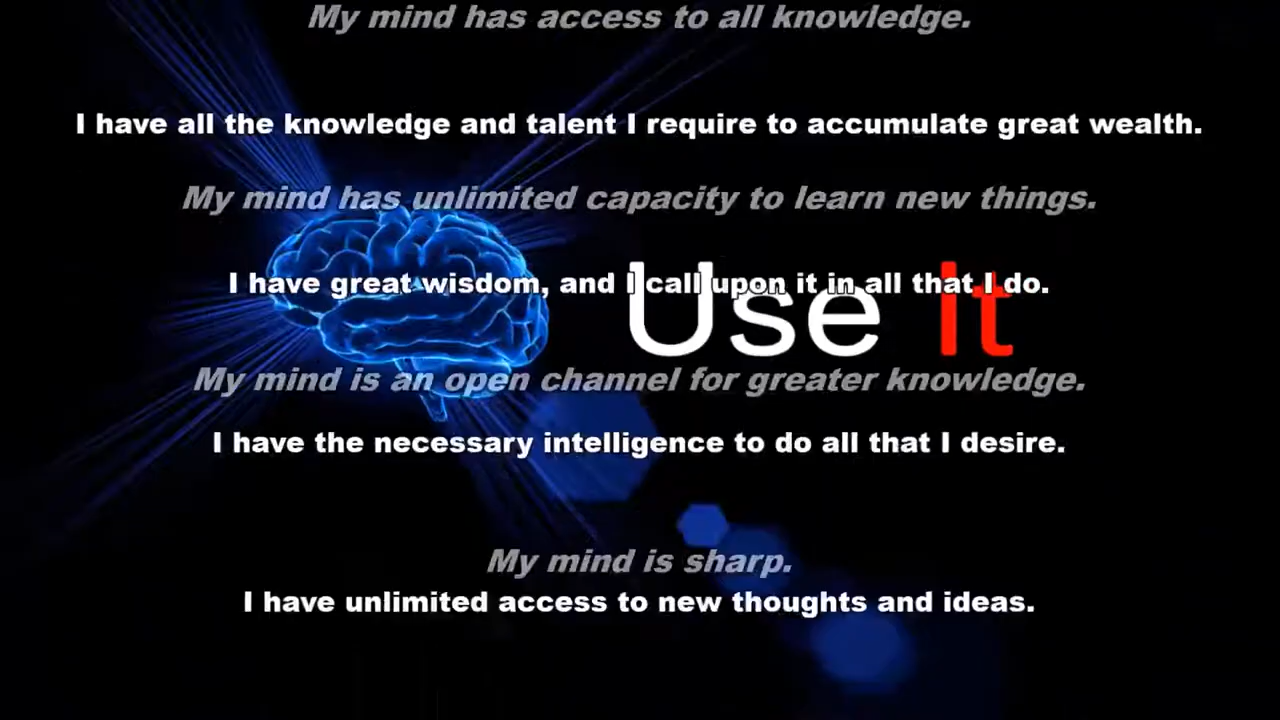 My mind has access to all knowledge.
I have all the knowledge and talent I require to accumulate great wealth.
My mind has unlimited capacity to learn new things.
I have great wisdom, and I call upon it in all that I do.
Use It
My mind is an open channel for greater knowledge.
I have the necessary intelligence to do all that I desire.
My mind is sharp.
I have unlimited access to new thoughts and ideas.